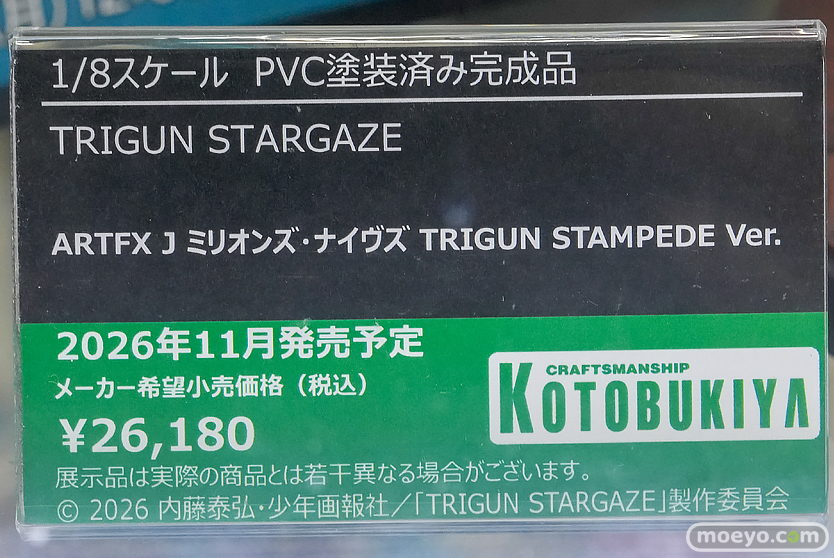 1/8スケール PVC塗装済み完成品
TRIGUN STARGAZE
ARTFX J ミリオンズ・ナイヴズ TRIGUN STAMPEDE Ver.
2026年11月発売予定
メーカー希望小売価格（税込）
¥26,180
CRAFTSMANSHIP
KOTOBUKIYA
展示品は実際の商品とは若干異なる場合がございます。
© 2026 内藤泰弘・少年画報社／「TRIGUN STARGAZE」製作委員会
moeyo.com